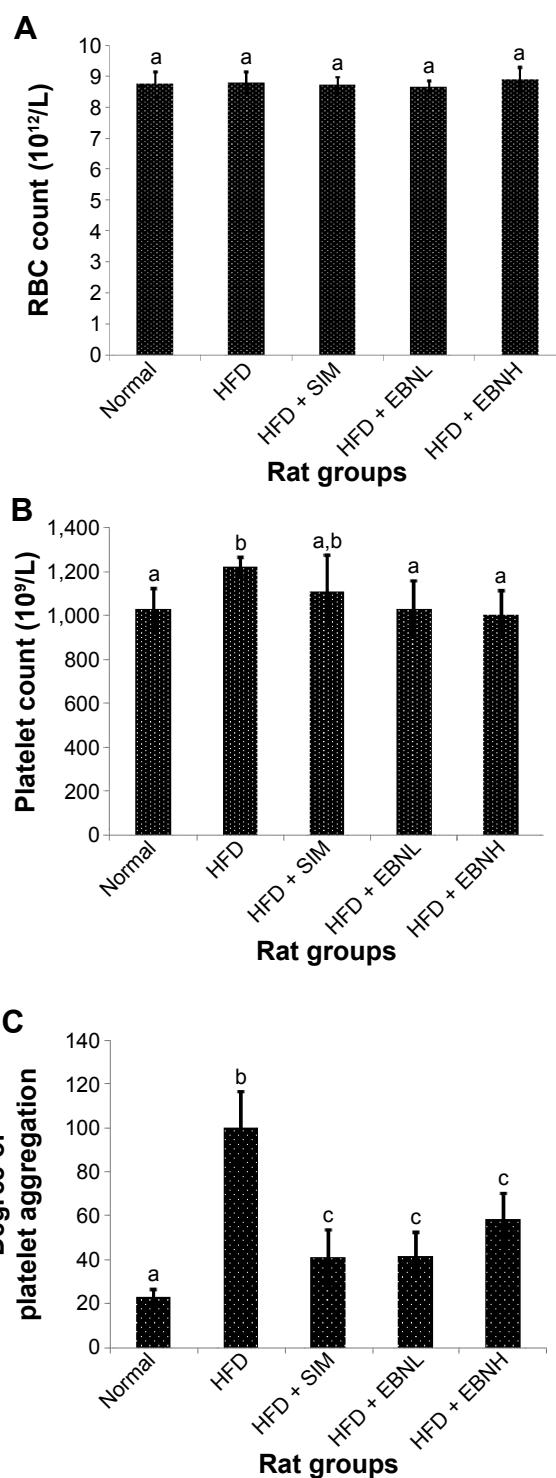 A
RBC count (10¹²/L)
10
9
8
7
6
5
4
3
2
1
0
a
a
a
a
a
Normal
HFD
HFD + SIM
HFD + EBNL
HFD + EBNH
Rat groups
B
Platelet count (10⁹/L)
1,400
1,200
1,000
800
600
400
200
0
a
b
a,b
a
a
Normal
HFD
HFD + SIM
HFD + EBNL
HFD + EBNH
Rat groups
C
platelet aggregation
140
120
100
80
60
40
20
0
a
b
c
c
c
Normal
HFD
HFD + SIM
HFD + EBNL
HFD + EBNH
Rat groups